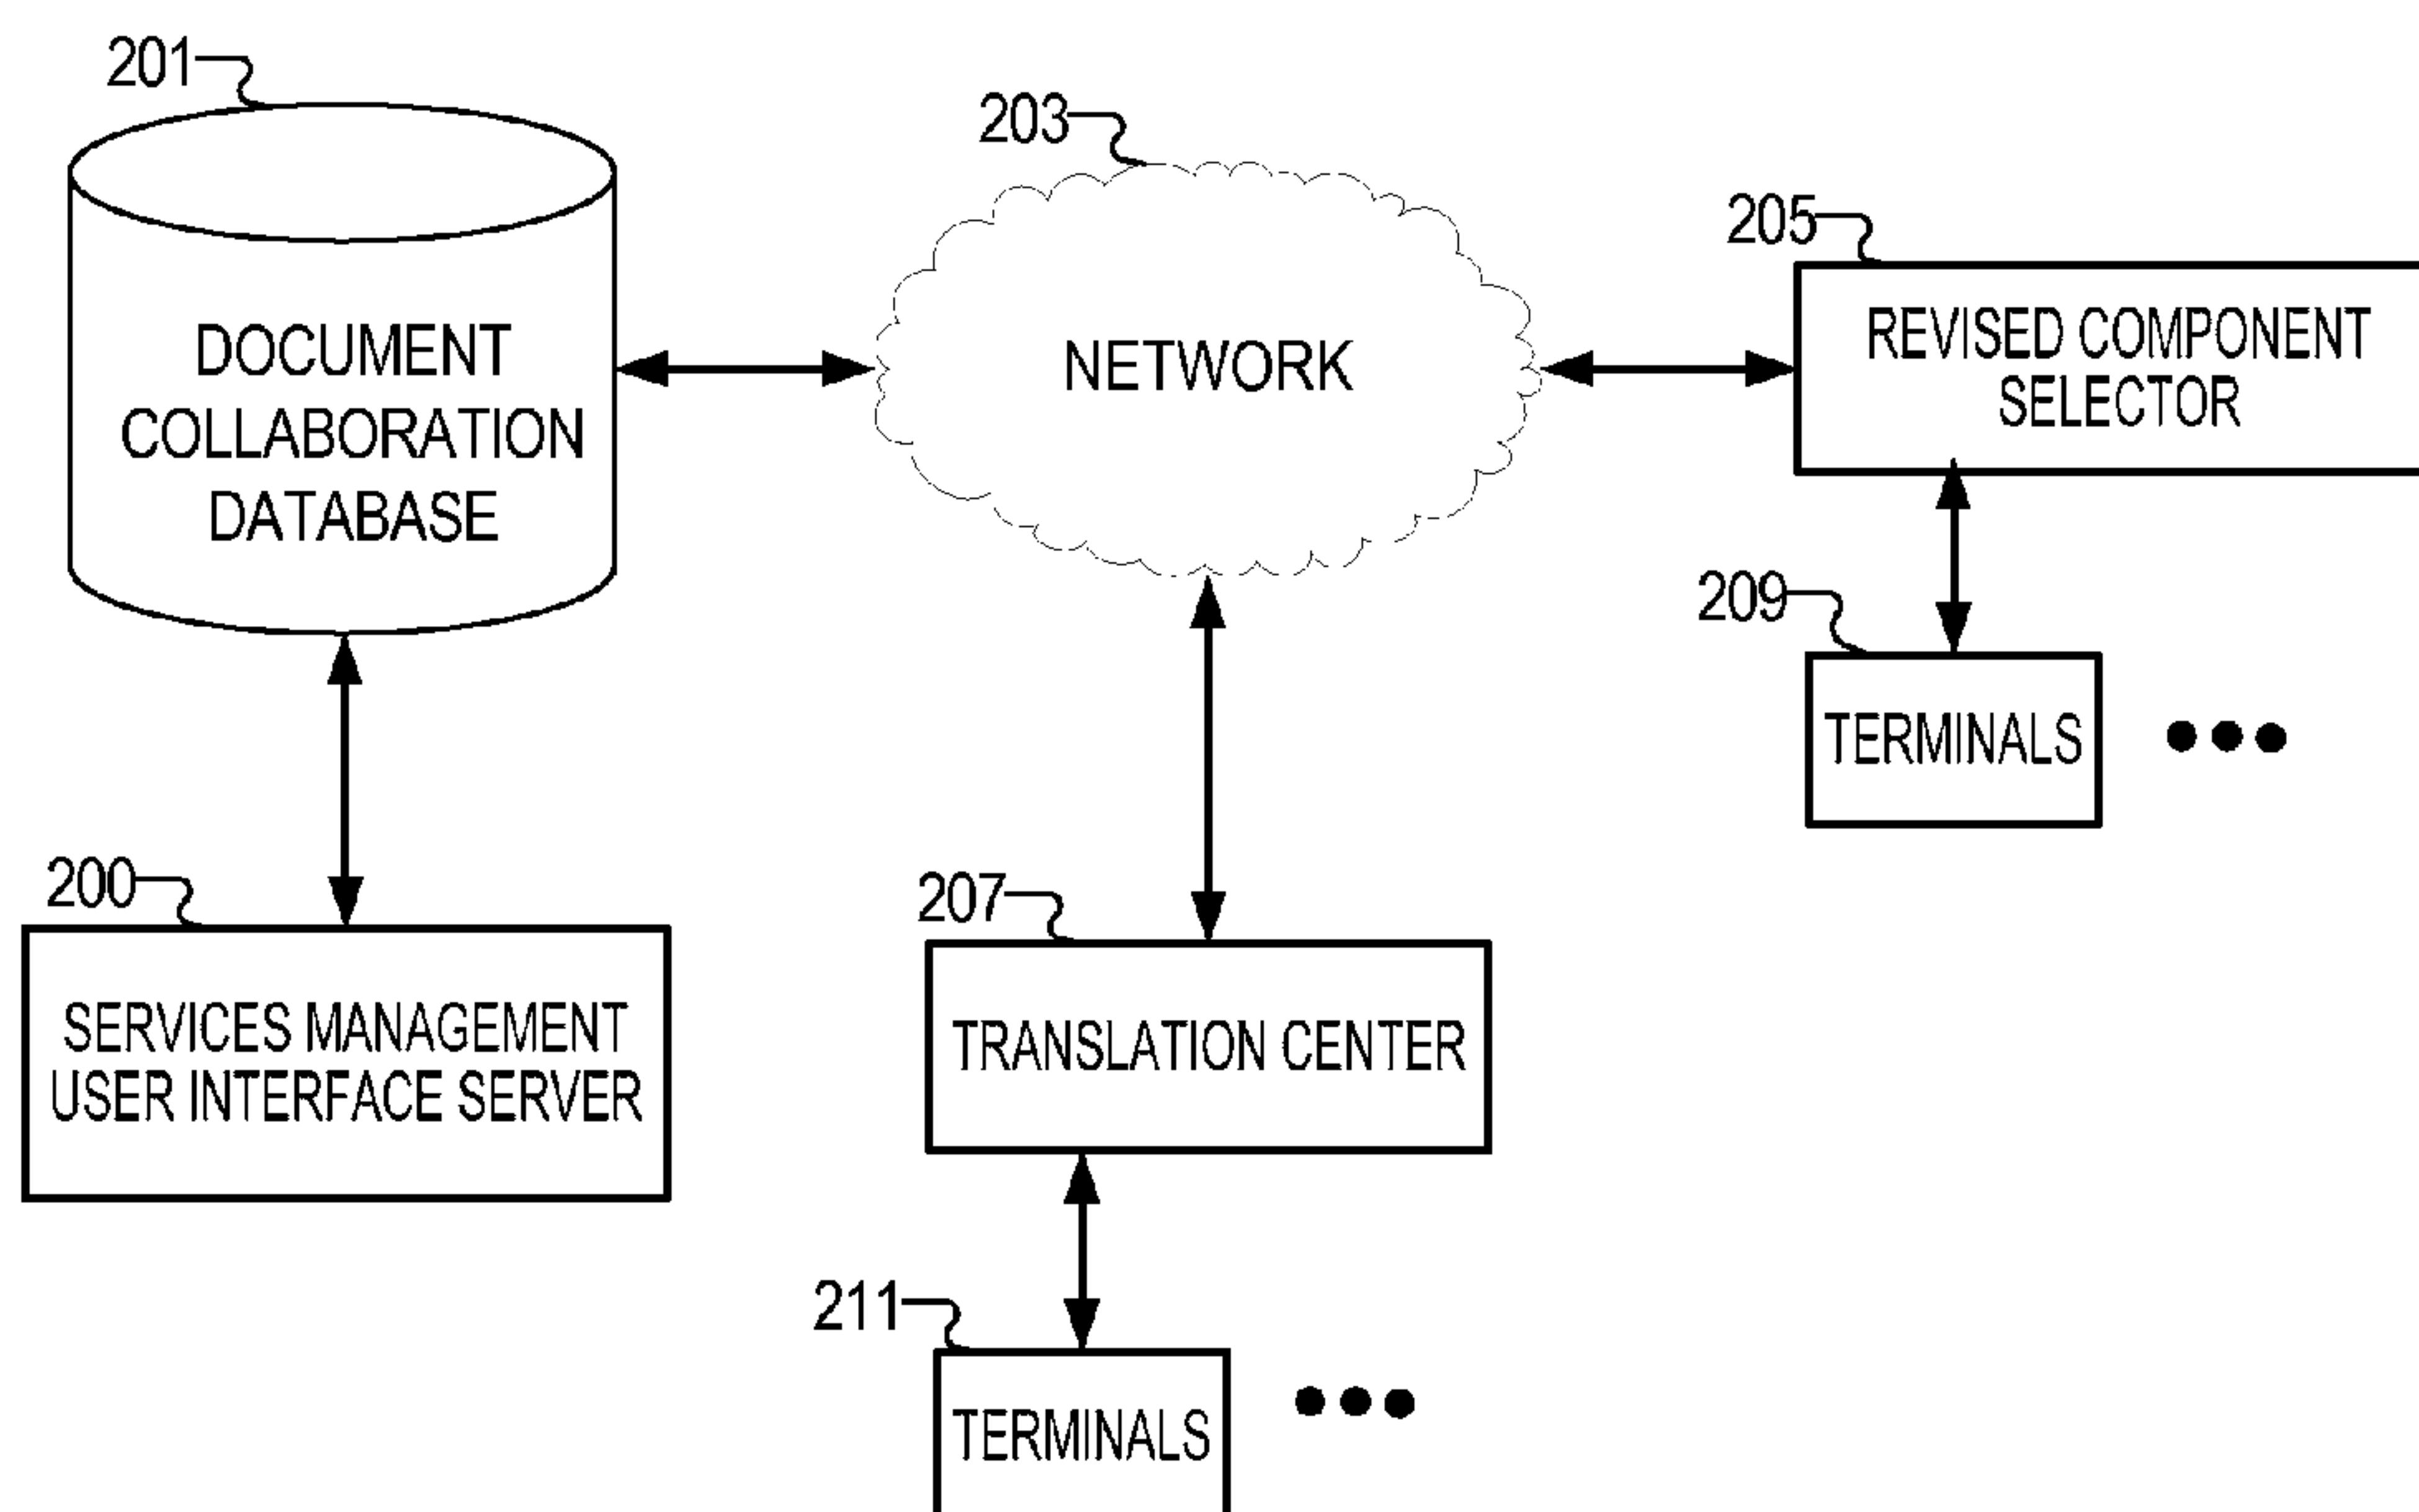 201
203
205
DOCUMENT
COLLABORATION
DATABASE
NETWORK
REVISED COMPONENT
SELECTOR
209
TERMINALS
200
SERVICES MANAGEMENT
USER INTERFACE SERVER
207
TRANSLATION CENTER
211
TERMINALS